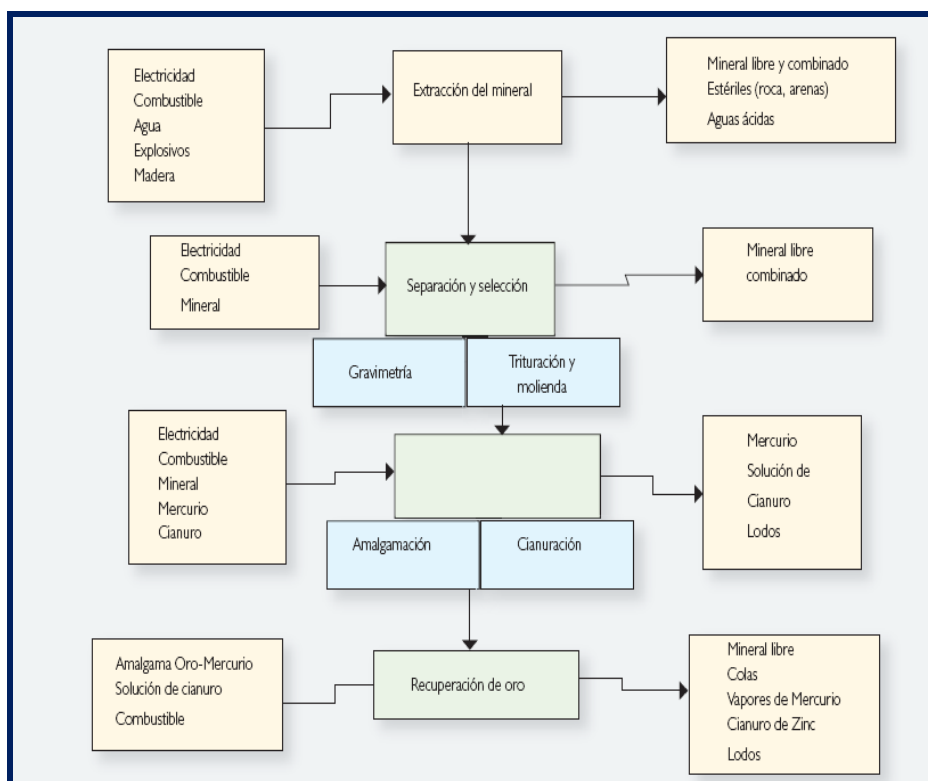 Electricidad
Combustible
Agua
Explosivos
Madera
Extracción del mineral
Mineral libre y combinado
Estériles (roca, arenas)
Aguas ácidas
Electricidad
Combustible
Mineral
Separación y selección
Mineral libre
combinado
Gravimetría
Trituración y
molienda
Electricidad
Combustible
Mineral
Mercurio
Cianuro
Mercurio
Solución de
Cianuro
Lodos
Amalgamación
Cianuración
Amalgama Oro-Mercurio
Solución de cianuro
Combustible
Recuperación de oro
Mineral libre
Colas
Vapores de Mercurio
Cianuro de Zinc
Lodos